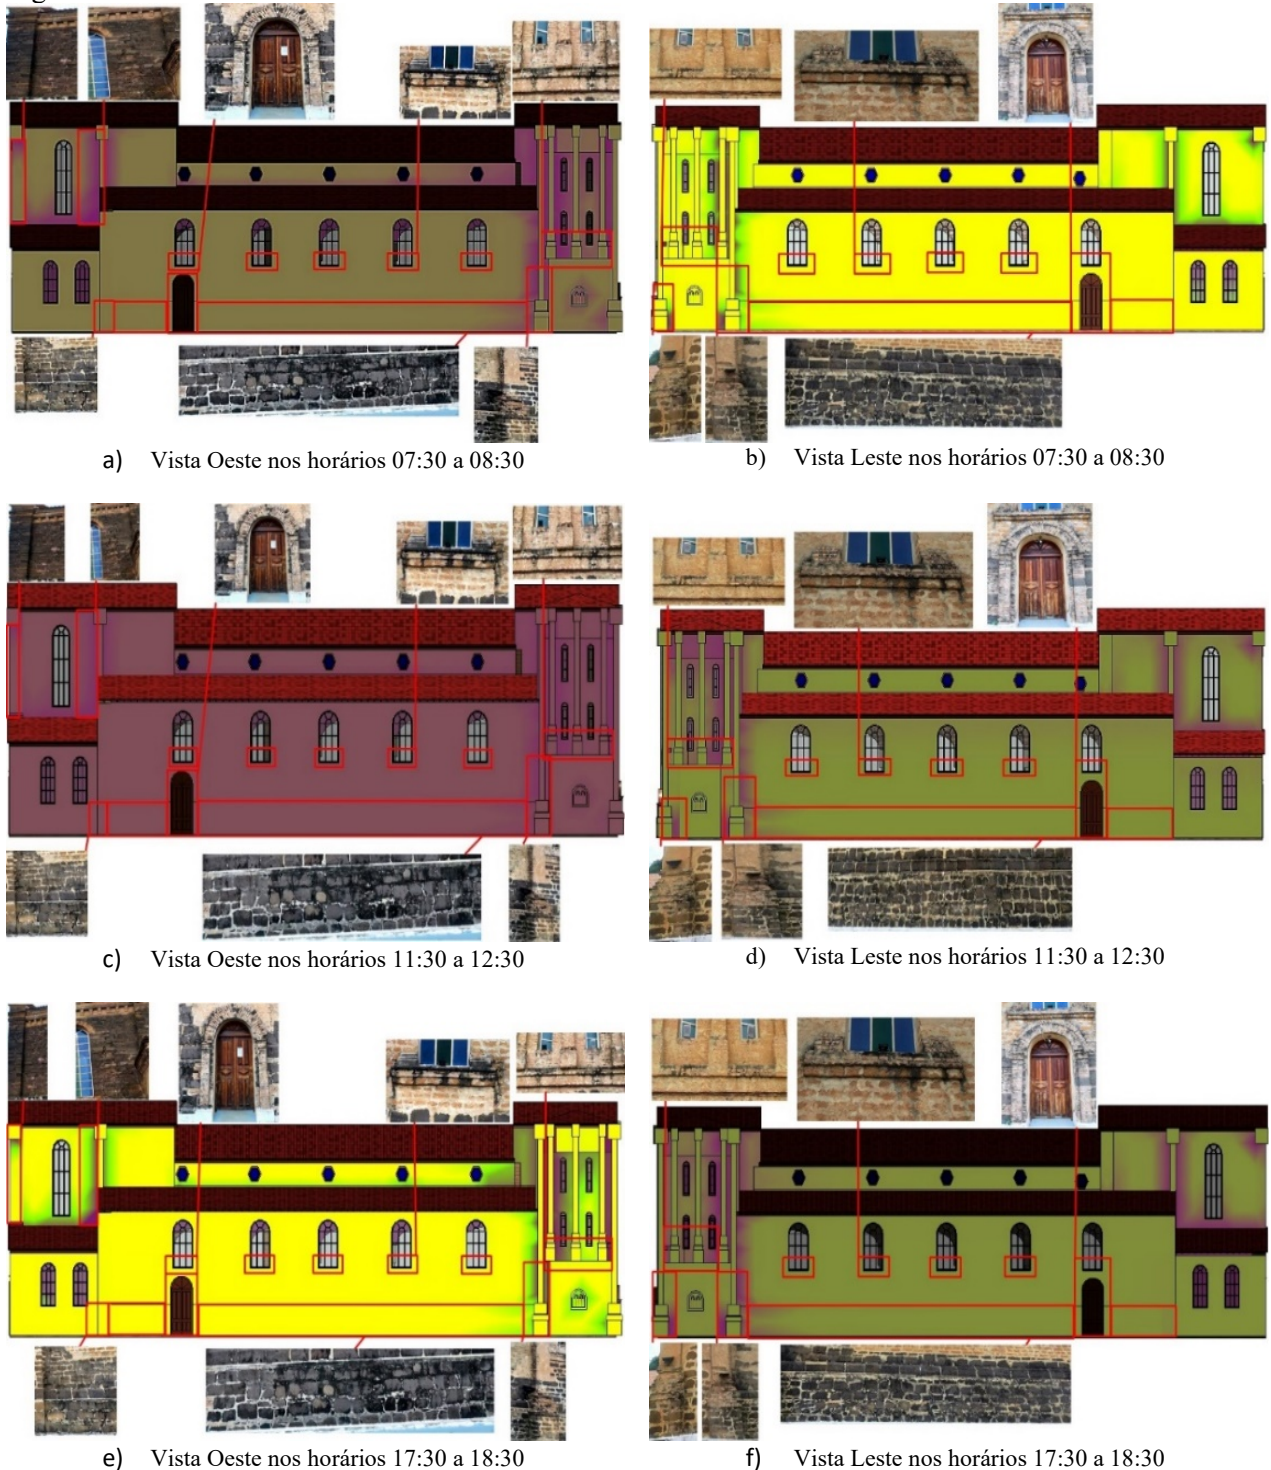 a) Vista Oeste nos horários 07:30 a 08:30
b) Vista Leste nos horários 07:30 a 08:30
c) Vista Oeste nos horários 11:30 a 12:30
d) Vista Leste nos horários 11:30 a 12:30
e) Vista Oeste nos horários 17:30 a 18:30
f) Vista Leste nos horários 17:30 a 18:30